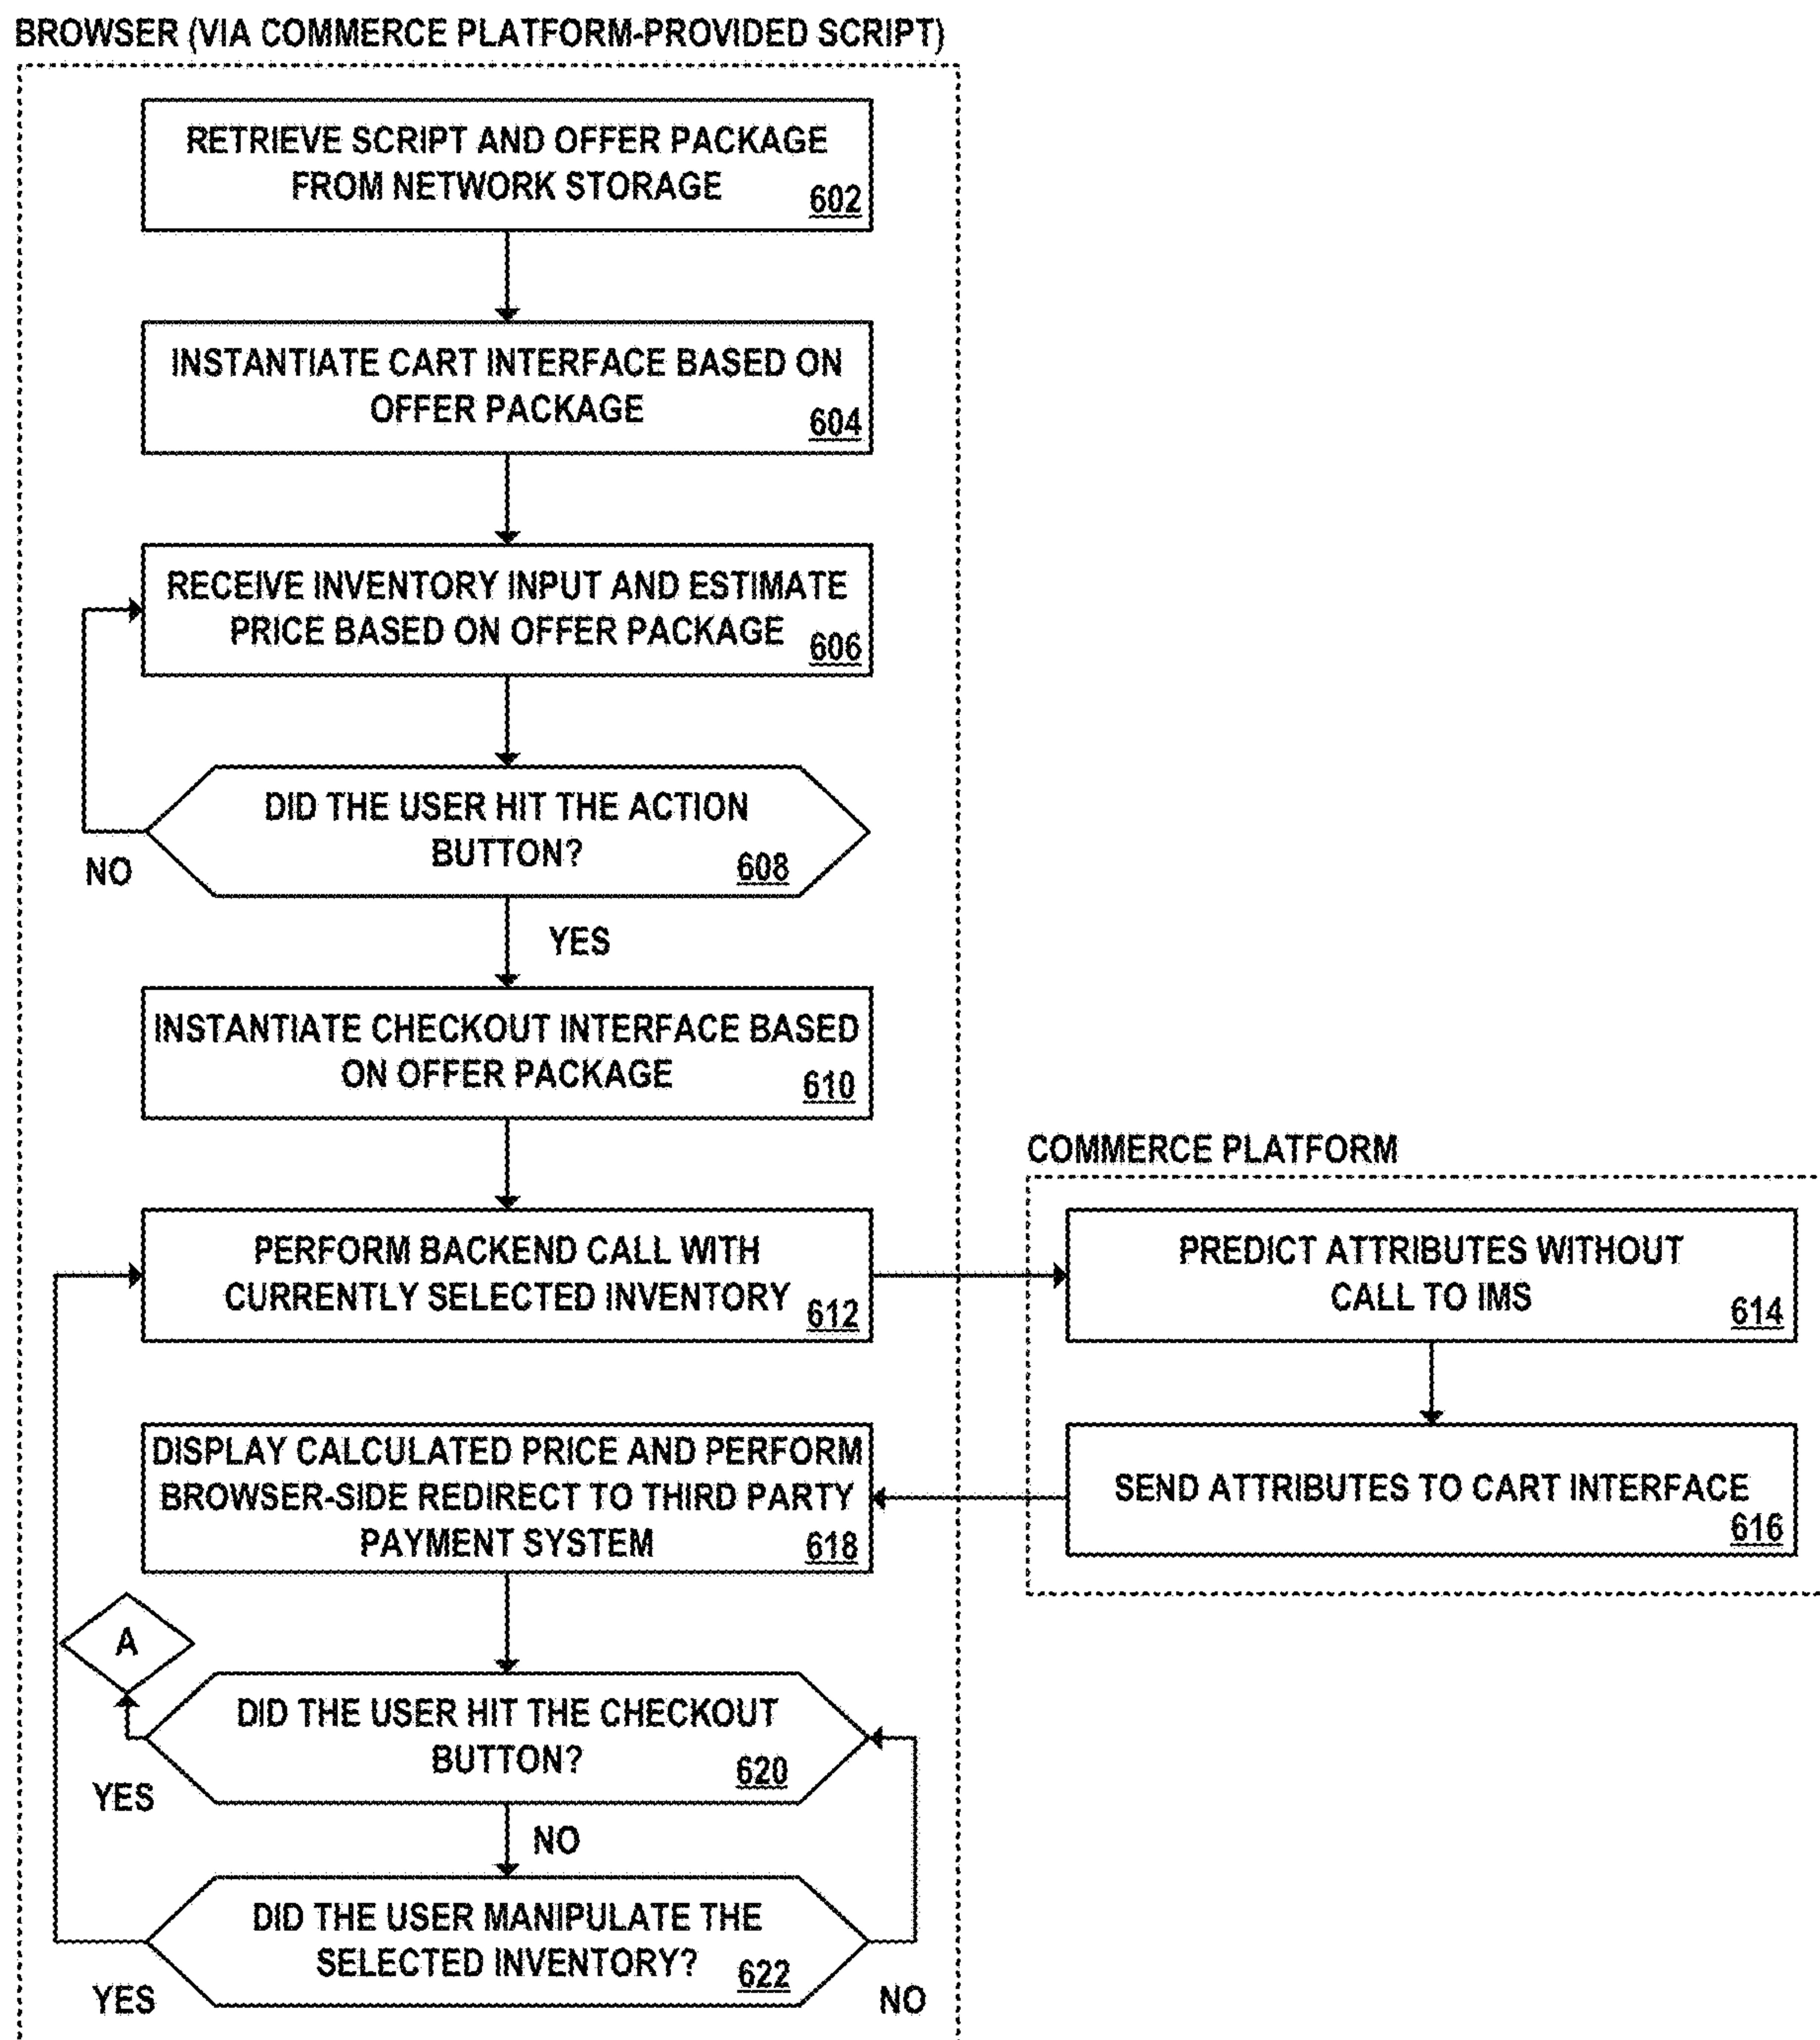 BROWSER (VIA COMMERCE PLATFORM-PROVIDED SCRIPT)
RETRIEVE SCRIPT AND OFFER PACKAGE
FROM NETWORK STORAGE
602
INSTANTIATE CART INTERFACE BASED ON
OFFER PACKAGE
604
RECEIVE INVENTORY INPUT AND ESTIMATE
PRICE BASED ON OFFER PACKAGE
606
DID THE USER HIT THE ACTION
BUTTON?
608
NO
YES
INSTANTIATE CHECKOUT INTERFACE BASED
ON OFFER PACKAGE
610
PERFORM BACKEND CALL WITH
CURRENTLY SELECTED INVENTORY
612
COMMERCE PLATFORM
PREDICT ATTRIBUTES WITHOUT
CALL TO IMS
614
SEND ATTRIBUTES TO CART INTERFACE
616
DISPLAY CALCULATED PRICE AND PERFORM
BROWSER-SIDE REDIRECT TO THIRD PARTY
PAYMENT SYSTEM
618
A
DID THE USER HIT THE CHECKOUT
BUTTON?
620
YES
NO
DID THE USER MANIPULATE THE
SELECTED INVENTORY?
622
YES
NO